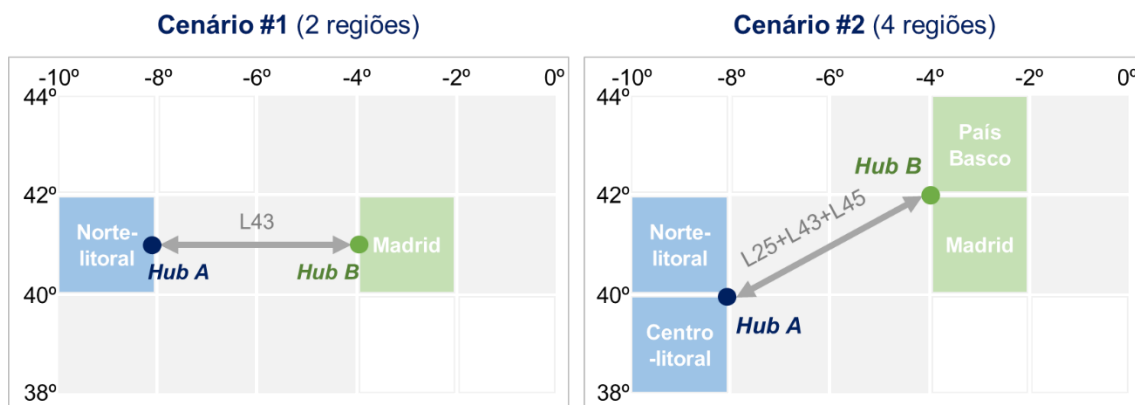 Cenário #1 (2 regiões)
-10º -8º -6º -4º -2º 0º
44º
42º
40º
38º
Norte-
litoral
L43
Madrid
Hub A
Hub B
Cenário #2 (4 regiões)
-10º -8º -6º -4º -2º 0º
44º
42º
40º
38º
País
Basco
Hub B
Norte-
litoral
L25+L43+L45
Madrid
Centro
-litoral
Hub A